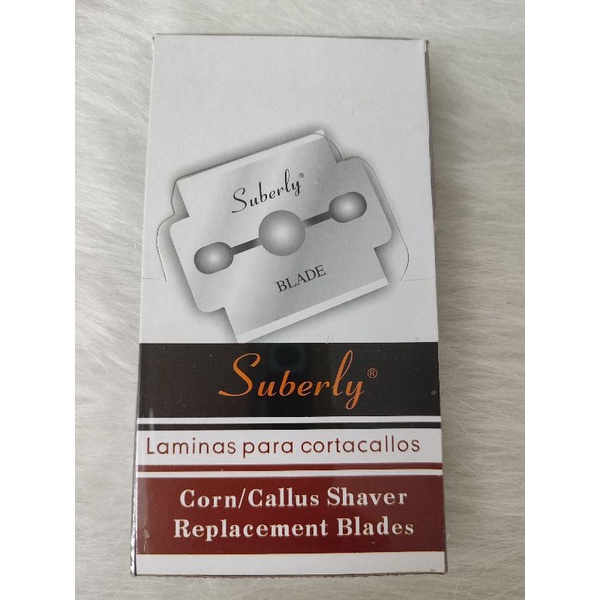 Suberly®
BLADE
Suberly®
Laminas para cortacallos
Corn/Callus Shaver
Replacement Blades